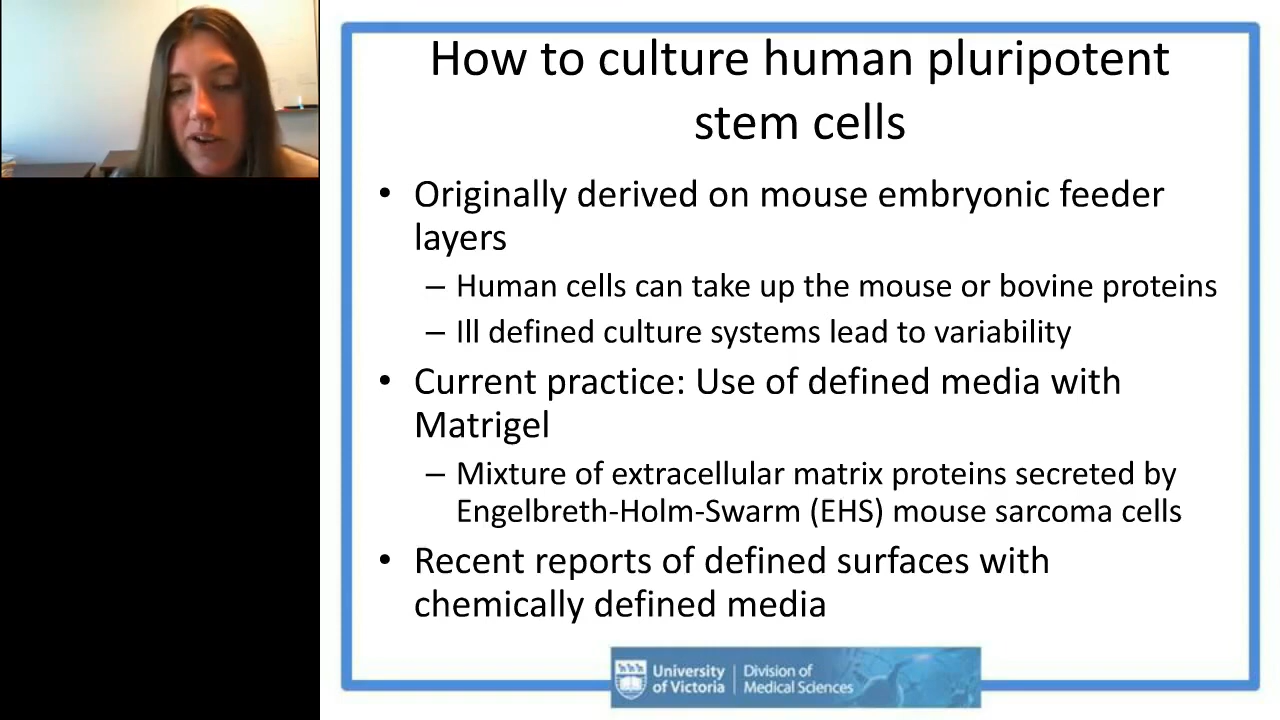 How to culture human pluripotent
stem cells
• Originally derived on mouse embryonic feeder
layers
– Human cells can take up the mouse or bovine proteins
– Ill defined culture systems lead to variability
• Current practice: Use of defined media with
Matrigel
– Mixture of extracellular matrix proteins secreted by
Engelbreth-Holm-Swarm (EHS) mouse sarcoma cells
• Recent reports of defined surfaces with
chemically defined media
University
of Victoria
Division of
Medical Sciences